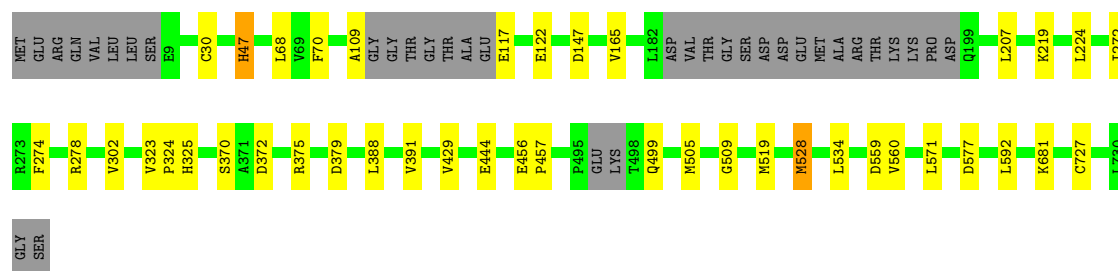 MET GLU ARG GLN VAL LEU LEU SER E9 C30 H47 L68 V69 F70 A109 GLY GLY THR GLY THR ALA GLU E117 E122 D147 V165 L182 ASP VAL THR GLY SER ASP ASP GLU MET ALA ARG THR LYS LYS PRO ASP Q199 L207 K219 L224
R273 F274 R278 V302 V323 P324 H325 S370 A371 D372 R375 D379 L388 V391 V429 E444 E456 P457 P495 GLU LYS T498 Q499 M505 G509 M519 M528 L534 D559 V560 L571 D577 L592 K681 C727 L730
GLY SER